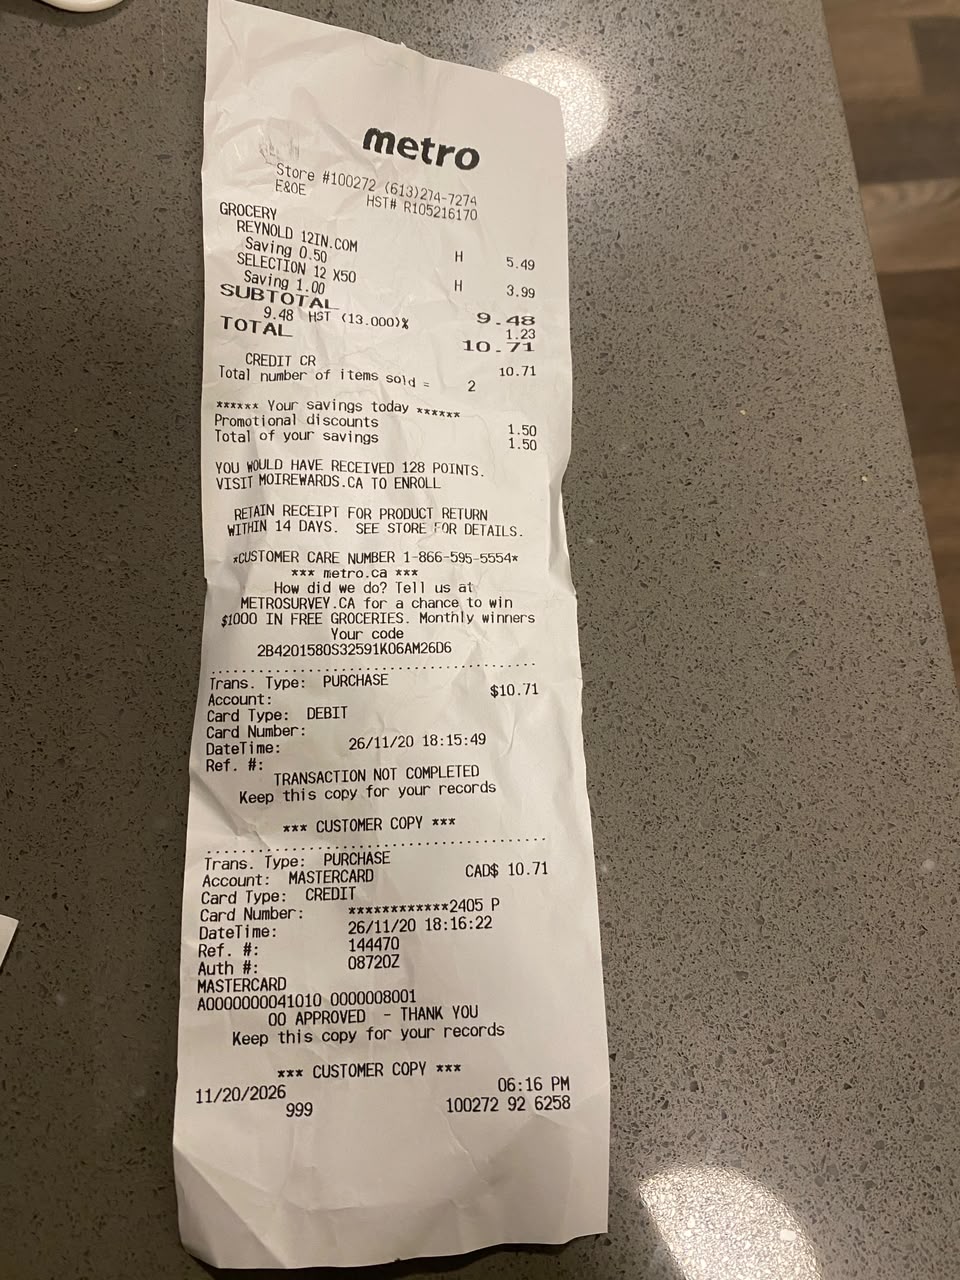 metro
Store #100272 (613)274-7274
E&OE HST# R105216170
GROCERY
REYNOLD 12IN.COM H 5.49
Saving 0.50
SELECTION 12 X50 H 3.99
Saving 1.00
SUBTOTAL 9.48
9.48 HST (13.000)% 1.23
TOTAL 10.71
CREDIT CR 10.71
Total number of items sold = 2
****** Your savings today ******
Promotional discounts 1.50
Total of your savings 1.50
YOU WOULD HAVE RECEIVED 128 POINTS.
VISIT MOIREWARDS.CA TO ENROLL
RETAIN RECEIPT FOR PRODUCT RETURN
WITHIN 14 DAYS. SEE STORE FOR DETAILS.
*CUSTOMER CARE NUMBER 1-866-595-5554*
*** metro.ca ***
How did we do? Tell us at
METROSURVEY.CA for a chance to win
$1000 IN FREE GROCERIES. Monthly winners
Your code
2B4201580S32591K06AM26D6
Trans. Type: PURCHASE
Account: $10.71
Card Type: DEBIT
Card Number:
DateTime: 26/11/20 18:15:49
Ref. #:
TRANSACTION NOT COMPLETED
Keep this copy for your records
*** CUSTOMER COPY ***
Trans. Type: PURCHASE
Account: MASTERCARD CAD$ 10.71
Card Type: CREDIT
Card Number: ************2405 P
DateTime: 26/11/20 18:16:22
Ref. #: 144470
Auth #: 08720Z
MASTERCARD
A0000000041010 0000008001
00 APPROVED - THANK YOU
Keep this copy for your records
*** CUSTOMER COPY ***
11/20/2026 06:16 PM
999 100272 92 6258